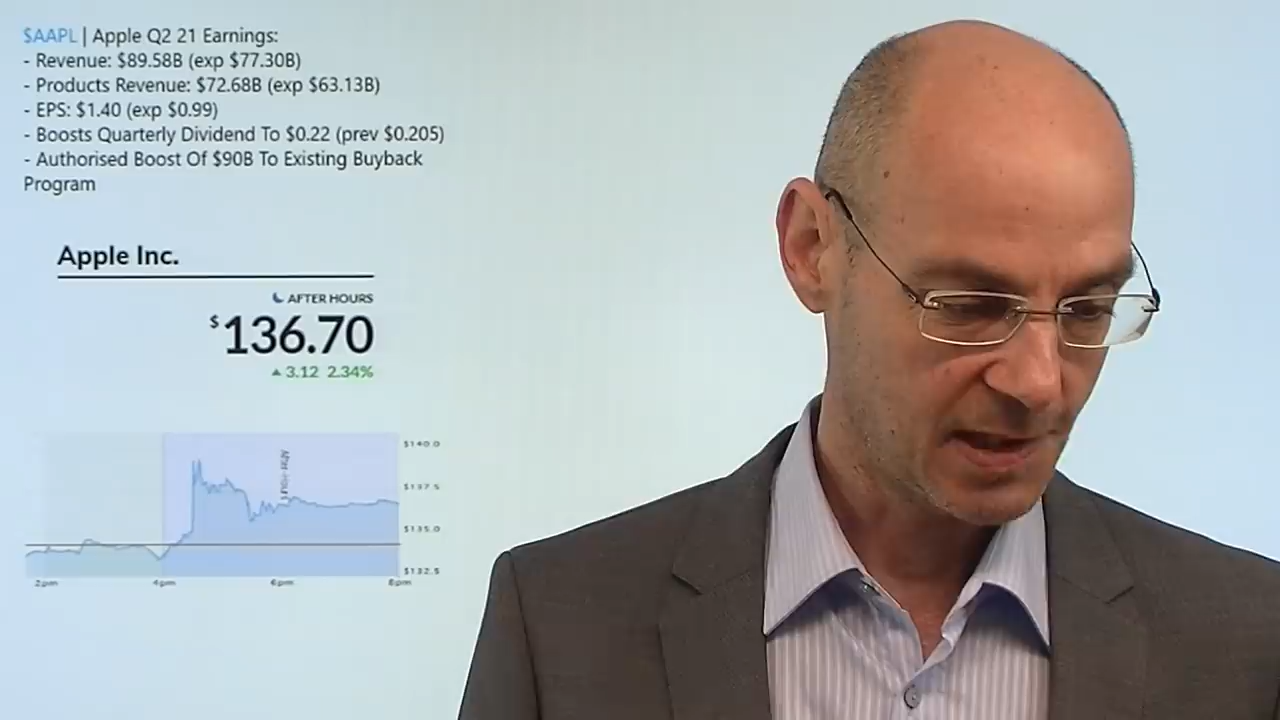 $AAPL | Apple Q2 21 Earnings:
- Revenue: $89.58B (exp $77.30B)
- Products Revenue: $72.68B (exp $63.13B)
- EPS: $1.40 (exp $0.99)
- Boosts Quarterly Dividend To $0.22 (prev $0.205)
- Authorised Boost Of $90B To Existing Buyback
Program
Apple Inc.
AFTER HOURS
$136.70
▲ 3.12 2.34%
After Hours
$140.0
$137.5
$135.0
$132.5
2pm 4pm 6pm 8pm